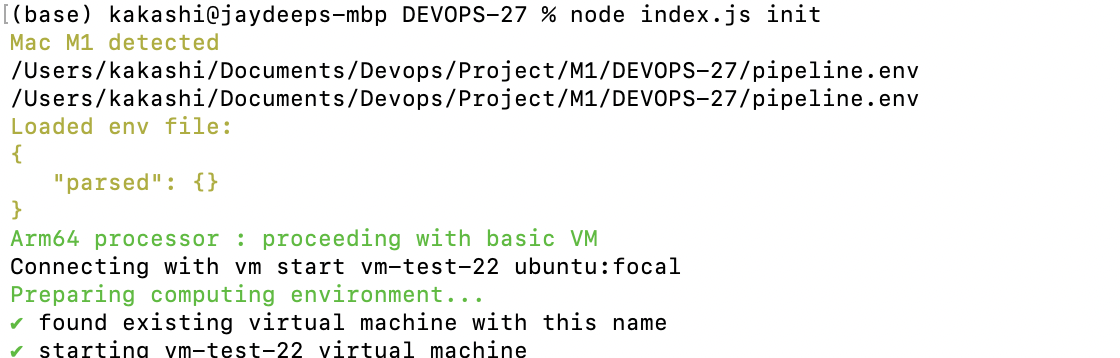 [(base) kakashi@jaydeeps-mbp DEVOPS-27 % node index.js init
Mac M1 detected
/Users/kakashi/Documents/Devops/Project/M1/DEVOPS-27/pipeline.env
/Users/kakashi/Documents/Devops/Project/M1/DEVOPS-27/pipeline.env
Loaded env file:
{
   "parsed": {}
}
Arm64 processor : proceeding with basic VM
Connecting with vm start vm-test-22 ubuntu:focal
Preparing computing environment...
✔ found existing virtual machine with this name
✔ starting vm-test-22 virtual machine